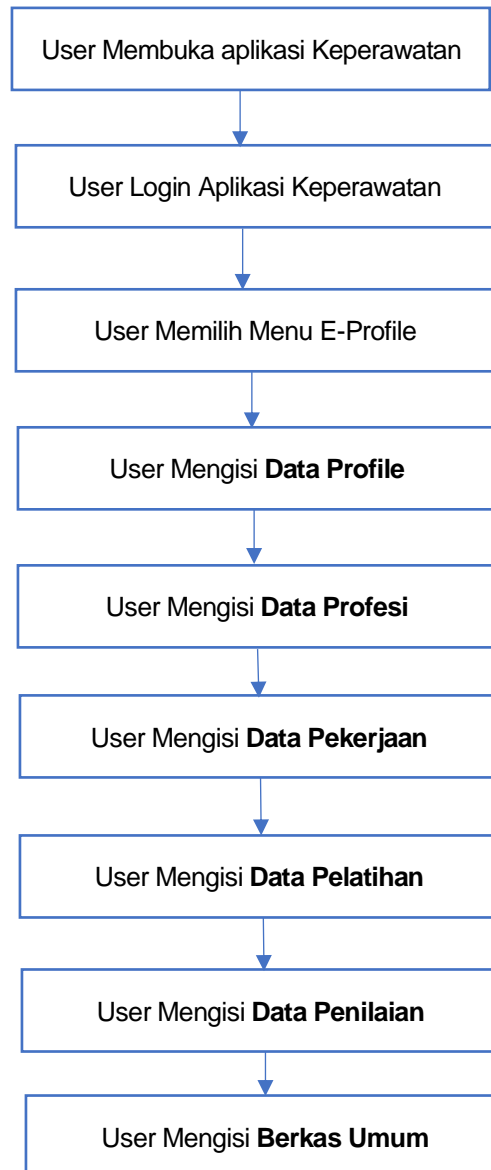 User Membuka aplikasi Keperawatan
User Login Aplikasi Keperawatan
User Memilih Menu E-Profile
User Mengisi Data Profile
User Mengisi Data Profesi
User Mengisi Data Pekerjaan
User Mengisi Data Pelatihan
User Mengisi Data Penilaian
User Mengisi Berkas Umum